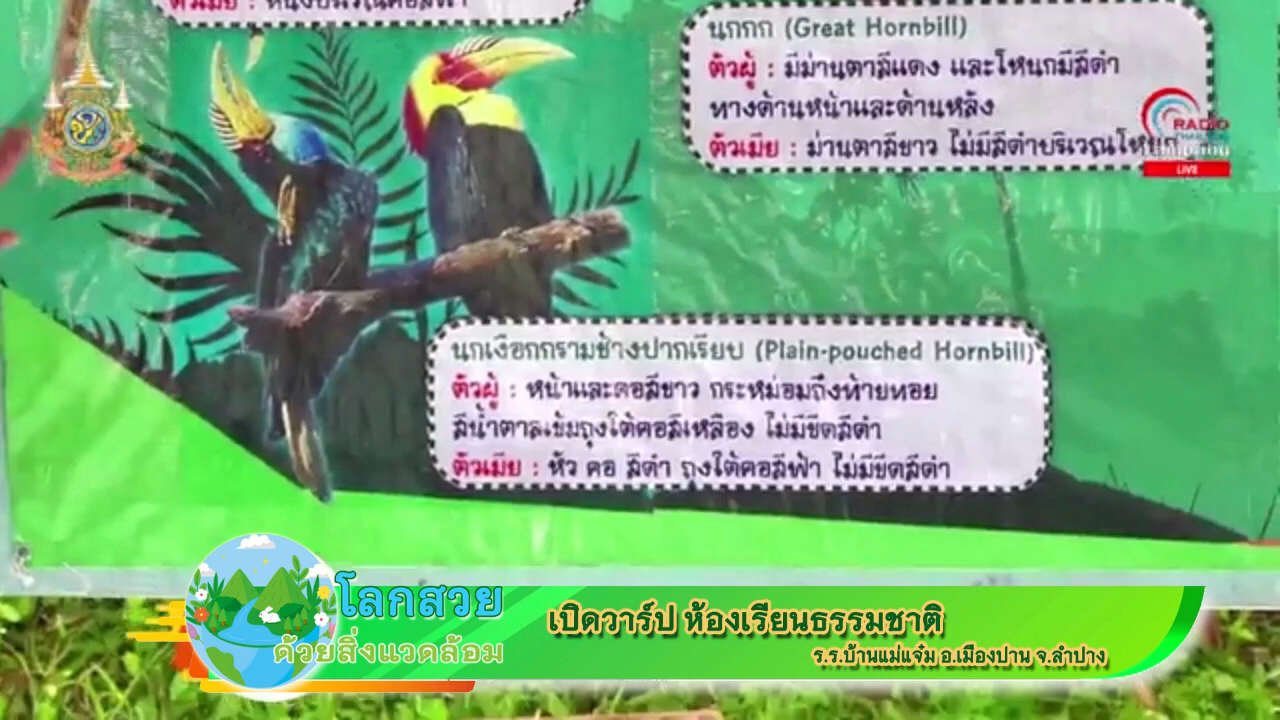 ตัวเมีย :
นกกก (Great Hornbill)
ตัวผู้ : มีม่านตาสีแดง และโหนกมีสีดำ
ทางด้านหน้าและด้านหลัง
ตัวเมีย : ม่านตาสีขาว ไม่มีสีดำบริเวณโหนก
RADIO
THAILAND
LIVE
นกเงือกกรามช้างปากเรียบ (Plain-pouched Hornbill)
ตัวผู้ : หน้าและคอสีขาว กระหม่อมถึงท้ายทอย
สีน้ำตาลเข้มถุงใต้คอสีเหลือง ไม่มีขีดสีดำ
ตัวเมีย : หัว คอ สีดำ ถุงใต้คอสีฟ้า ไม่มีขีดสีดำ
โลกสวย
ด้วยสิ่งแวดล้อม
เปิดวาร์ป ห้องเรียนธรรมชาติ
ร.ร.บ้านแม่แจ๋ม อ.เมืองปาน จ.ลำปาง